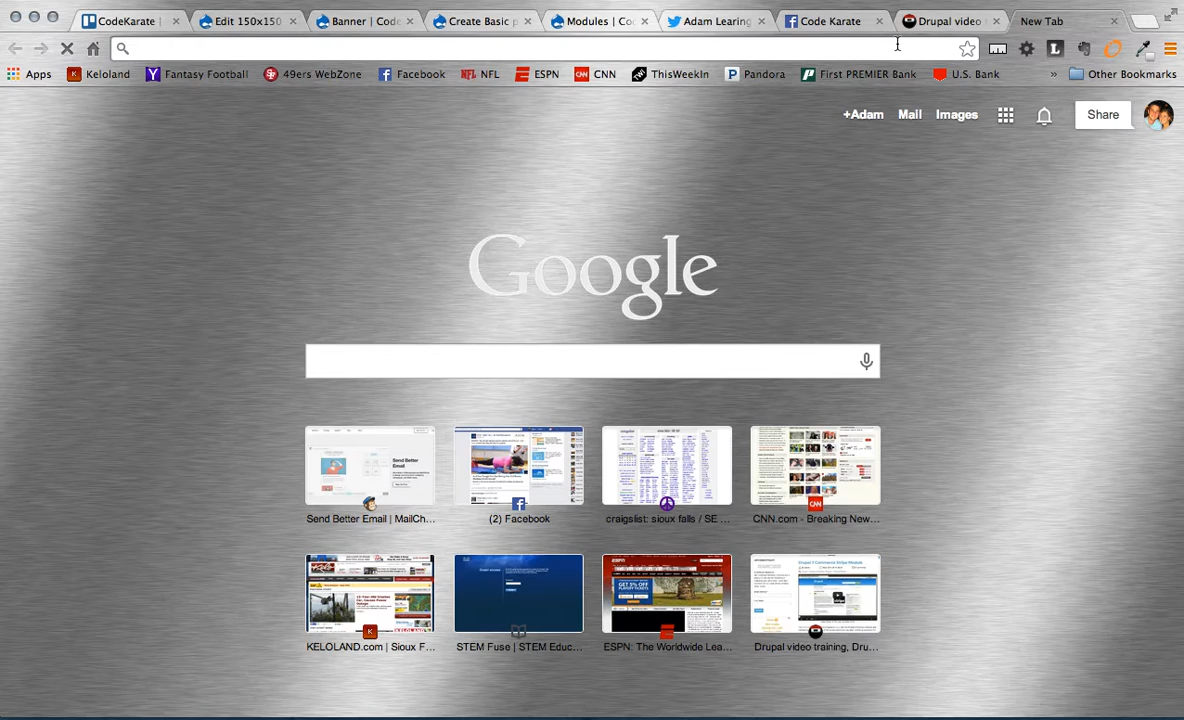 CodeKarate |
Edit 150x150
Banner | Code
Create Basic p
Modules | Co
Adam Learing
Code Karate
Drupal video
New Tab
Apps
Keloland
Fantasy Football
49ers WebZone
Facebook
NFL
ESPN
CNN
ThisWeekIn
Pandora
First PREMIER Bank
U.S. Bank
»
Other Bookmarks
+Adam
Mail
Images
Share
Google
Send Better Email | MailCh...
(2) Facebook
craigslist: sioux falls / SE ...
CNN.com - Breaking New...
KELOLAND.com | Sioux F...
STEM Fuse | STEM Educ...
ESPN: The Worldwide Lea...
Drupal video training, Dru...